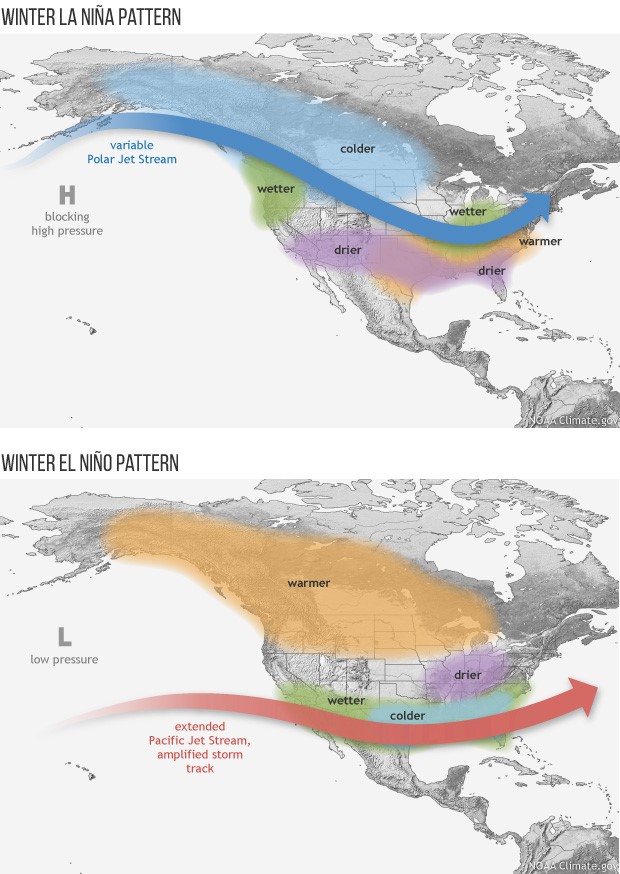 WINTER LA NIÑA PATTERN
variable
Polar Jet Stream
colder
H
blocking
high pressure
wetter
wetter
warmer
drier
drier
NOAA Climate.gov
WINTER EL NIÑO PATTERN
warmer
L
low pressure
drier
wetter
colder
extended
Pacific Jet Stream,
amplified storm
track
NOAA Climate.gov